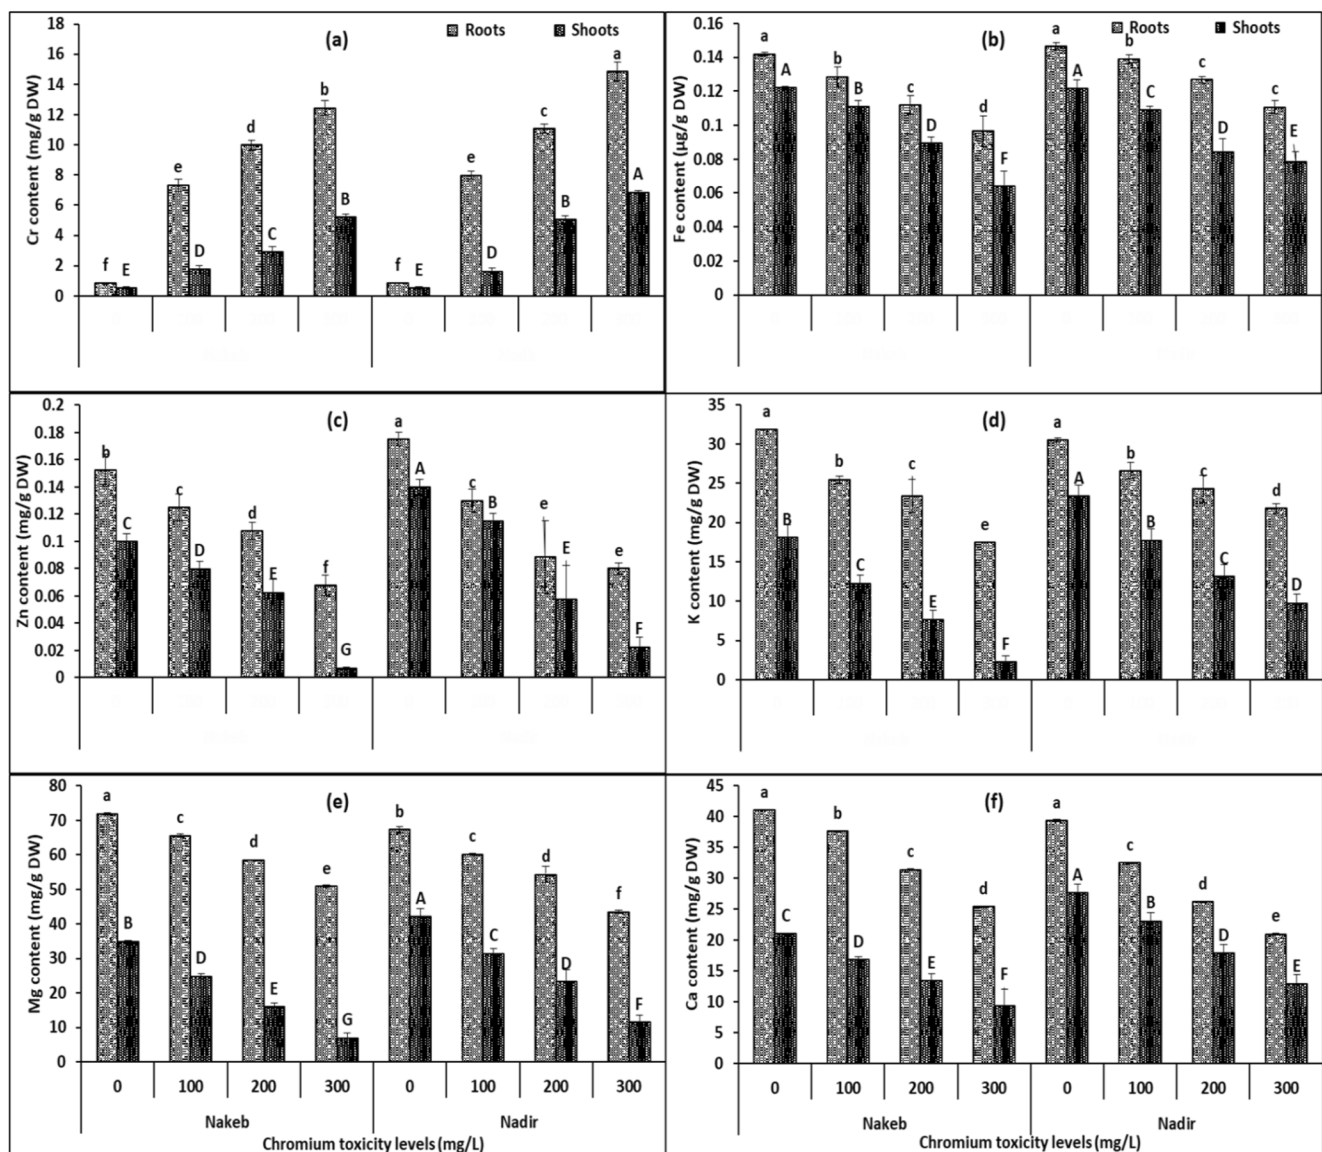 (a)
Roots Shoots
Cr content (mg/g DW)
18
16
14
12
10
8
6
4
2
0
f E e D d C b B
f E e D c B a A
(b)
Roots Shoots
Fe content (µg/g DW)
0.16
0.14
0.12
0.1
0.08
0.06
0.04
0.02
0
a A b B c D d F
a A b C c D c E
(c)
Zn content (mg/g DW)
0.2
0.18
0.16
0.14
0.12
0.1
0.08
0.06
0.04
0.02
0
b C c D d E f G
a A c B e E e F
(d)
K content (mg/g DW)
35
30
25
20
15
10
5
0
a B b C c E e F
a A b B c C d D
(e)
Mg content (mg/g DW)
80
70
60
50
40
30
20
10
0
a B c D d E e G
b A c C d D f F
0 100 200 300 0 100 200 300
Nakeb Nadir
Chromium toxicity levels (mg/L)
(f)
Ca content (mg/g DW)
45
40
35
30
25
20
15
10
5
0
a C b D c E d F
a A c B d D e E
0 100 200 300 0 100 200 300
Nakeb Nadir
Chromium toxicity levels (mg/L)